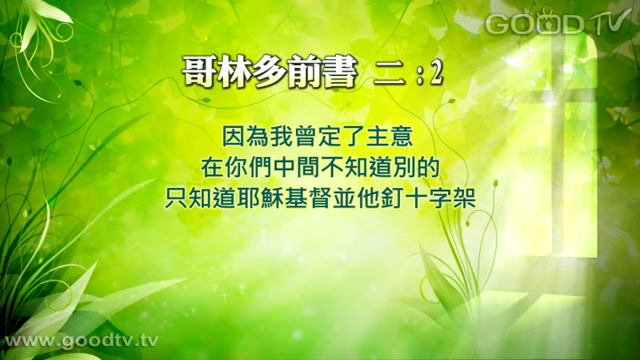 GOOD TV
哥林多前書 二:2
因為我曾定了主意
在你們中間不知道別的
只知道耶穌基督並他釘十字架
www.goodtv.tv